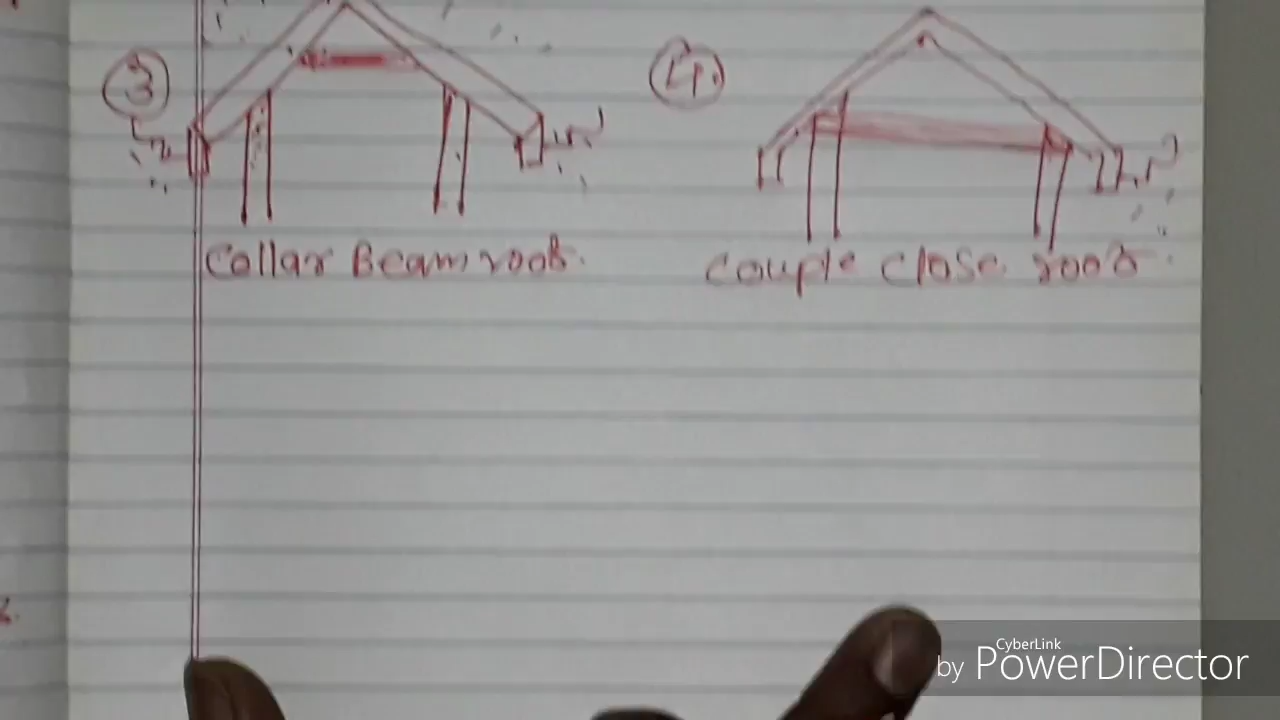 3
4.
Collar Beam roof.
Couple close roof.
CyberLink
by PowerDirector